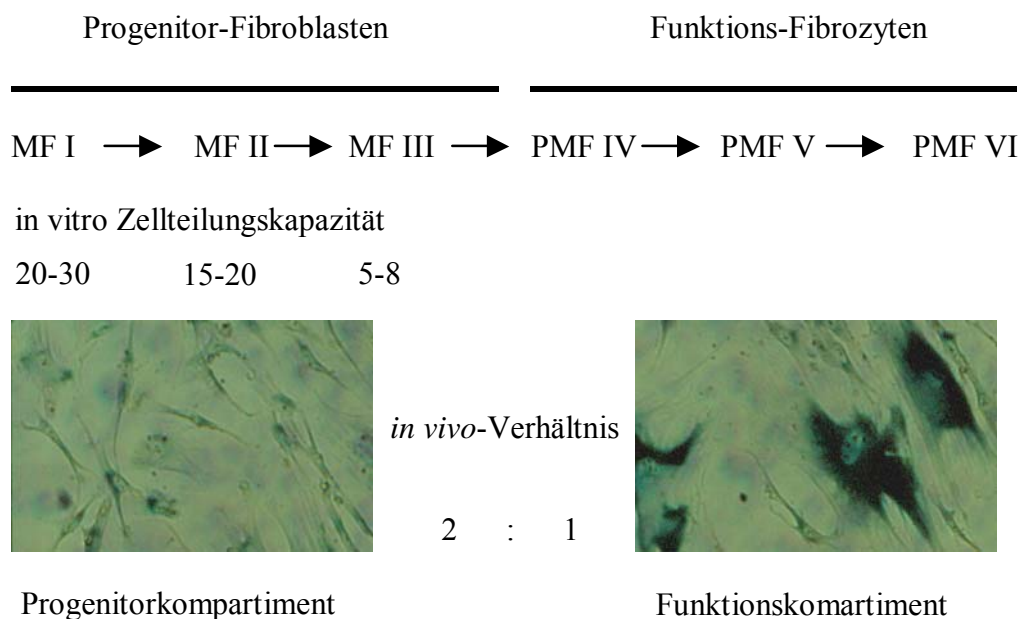 Progenitor-Fibroblasten Funktions-Fibrozyten
MF I MF II MF III PMF IV PMF V PMF VI
in vitro Zellteilungskapazität
20-30 15-20 5-8
in vivo-Verhältnis
2 : 1
Progenitorkompartiment Funktionskomartiment